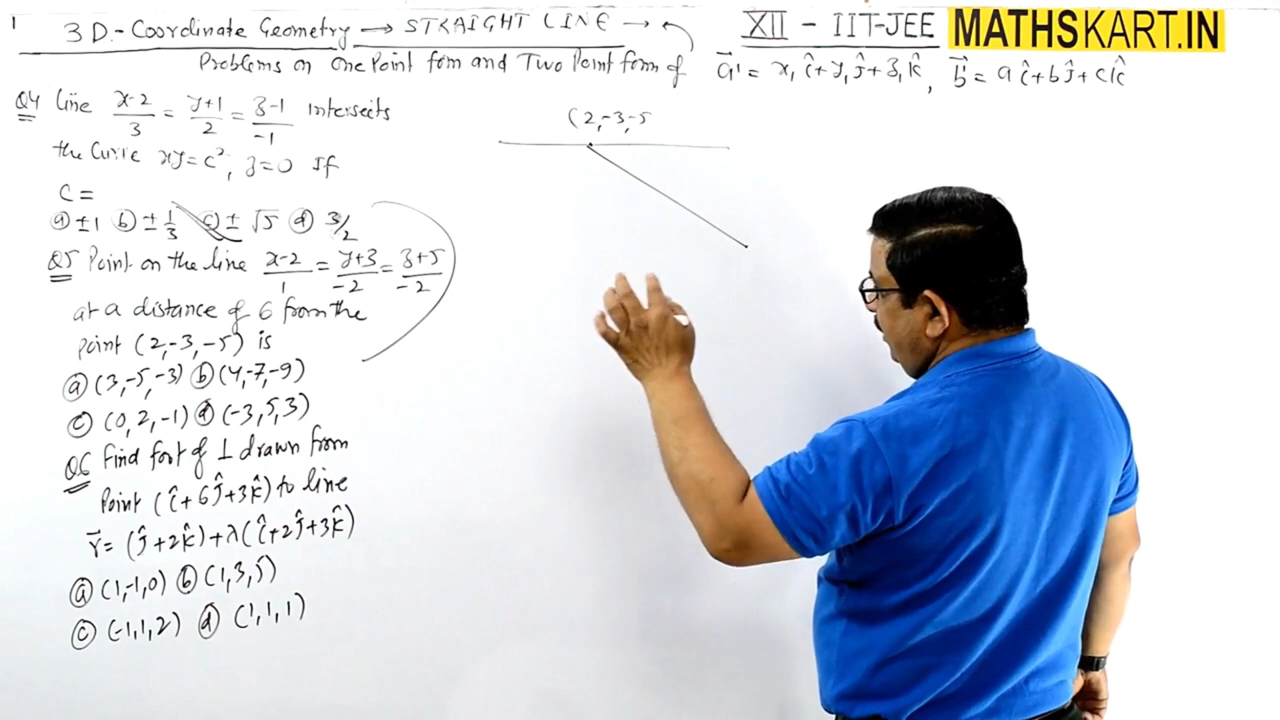 1
3D.-Coordinate Geometry → STRAIGHT LINE →
XII - IIT-JEE
MATHSKART.IN
Problems on one Point form and Two Point form of
a⃗ = x₁î+y₁ĵ+z₁k̂, b⃗ = aî+bĵ+ck̂
Q4 Line (x-2)/3 = (y+1)/2 = (z-1)/-1 intersects
the Curve xy=c², z=0 If
C=
ⓐ ±1 ⓑ ±1/3 ⓒ ±√5 ⓓ 3/2
Q5 Point on the line (x-2)/1 = (y+3)/-2 = (z+5)/-2
at a distance of 6 from the
point (2,-3,-5) is
ⓐ (3,-5,-3) ⓑ (4,-7,-9)
ⓒ (0,2,-1) ⓓ (-3,5,3)
Q6 Find foot of ⊥ drawn from
Point (î+6ĵ+3k̂) to line
r⃗ = (ĵ+2k̂)+λ(î+2ĵ+3k̂)
ⓐ (1,-1,0) ⓑ (1,3,5)
ⓒ (-1,1,2) ⓓ (1,1,1)
(2,-3,-5